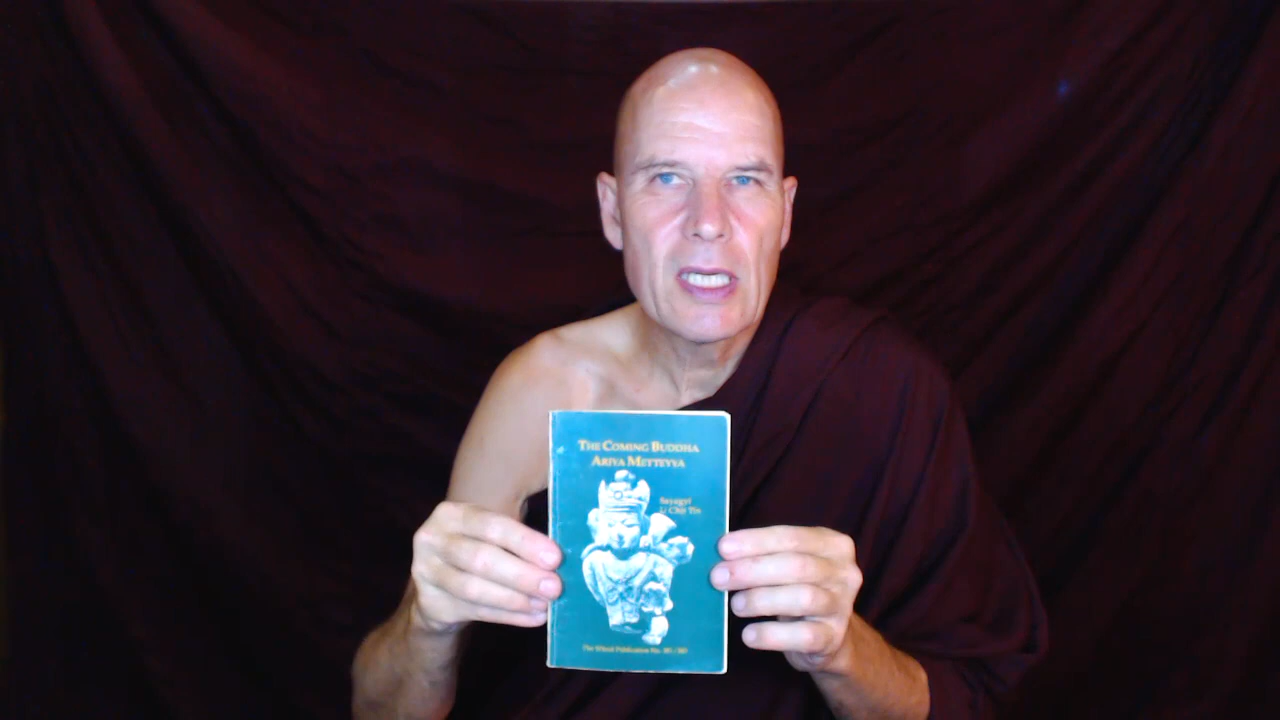 THE COMING BUDDHA
ARIYA METTEYYA
Sayagyi
U Chit Tin
The Wheel Publication No. 381 / 383